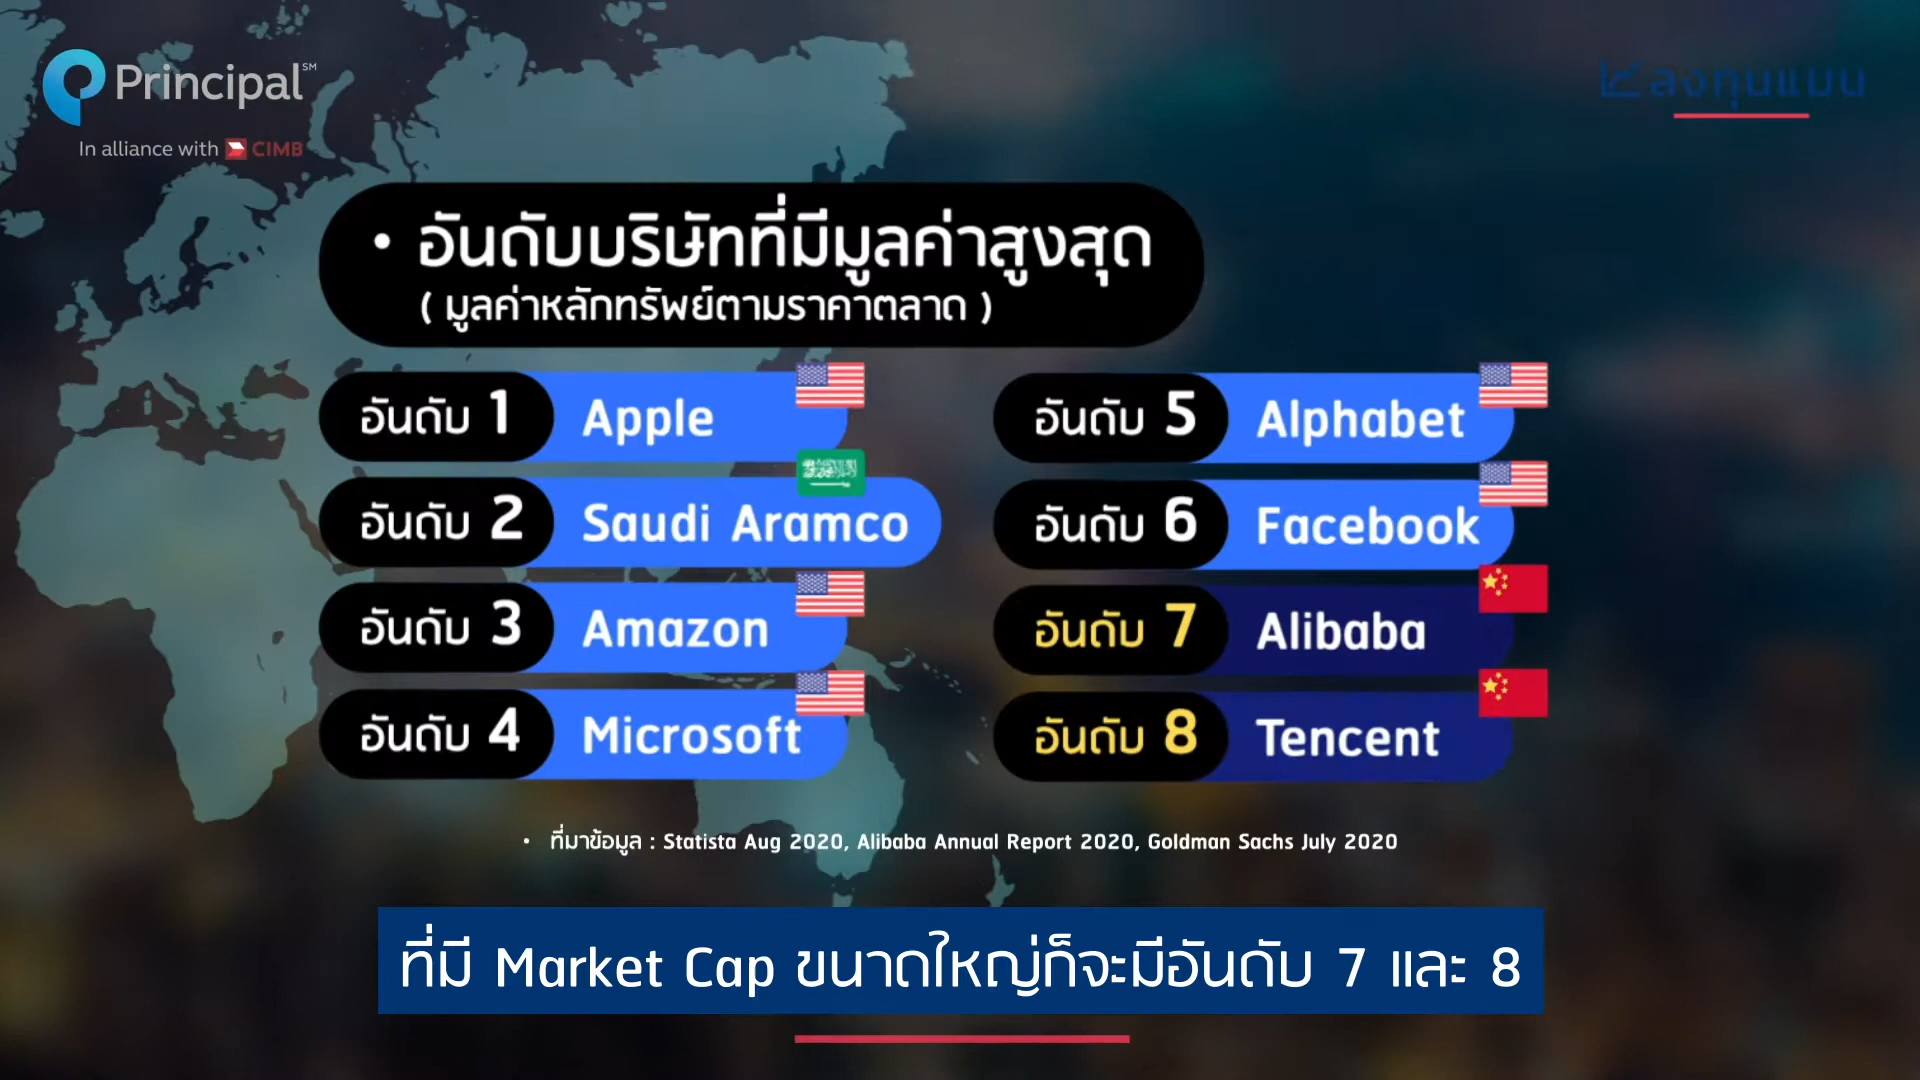 Principal SM
In alliance with CIMB
ลงทุนแมน
• อันดับบริษัทที่มีมูลค่าสูงสุด
( มูลค่าหลักทรัพย์ตามราคาตลาด )
อันดับ 1 Apple
อันดับ 2 Saudi Aramco
อันดับ 3 Amazon
อันดับ 4 Microsoft
อันดับ 5 Alphabet
อันดับ 6 Facebook
อันดับ 7 Alibaba
อันดับ 8 Tencent
• ที่มาข้อมูล : Statista Aug 2020, Alibaba Annual Report 2020, Goldman Sachs July 2020
ที่มี Market Cap ขนาดใหญ่ก็จะมีอันดับ 7 และ 8